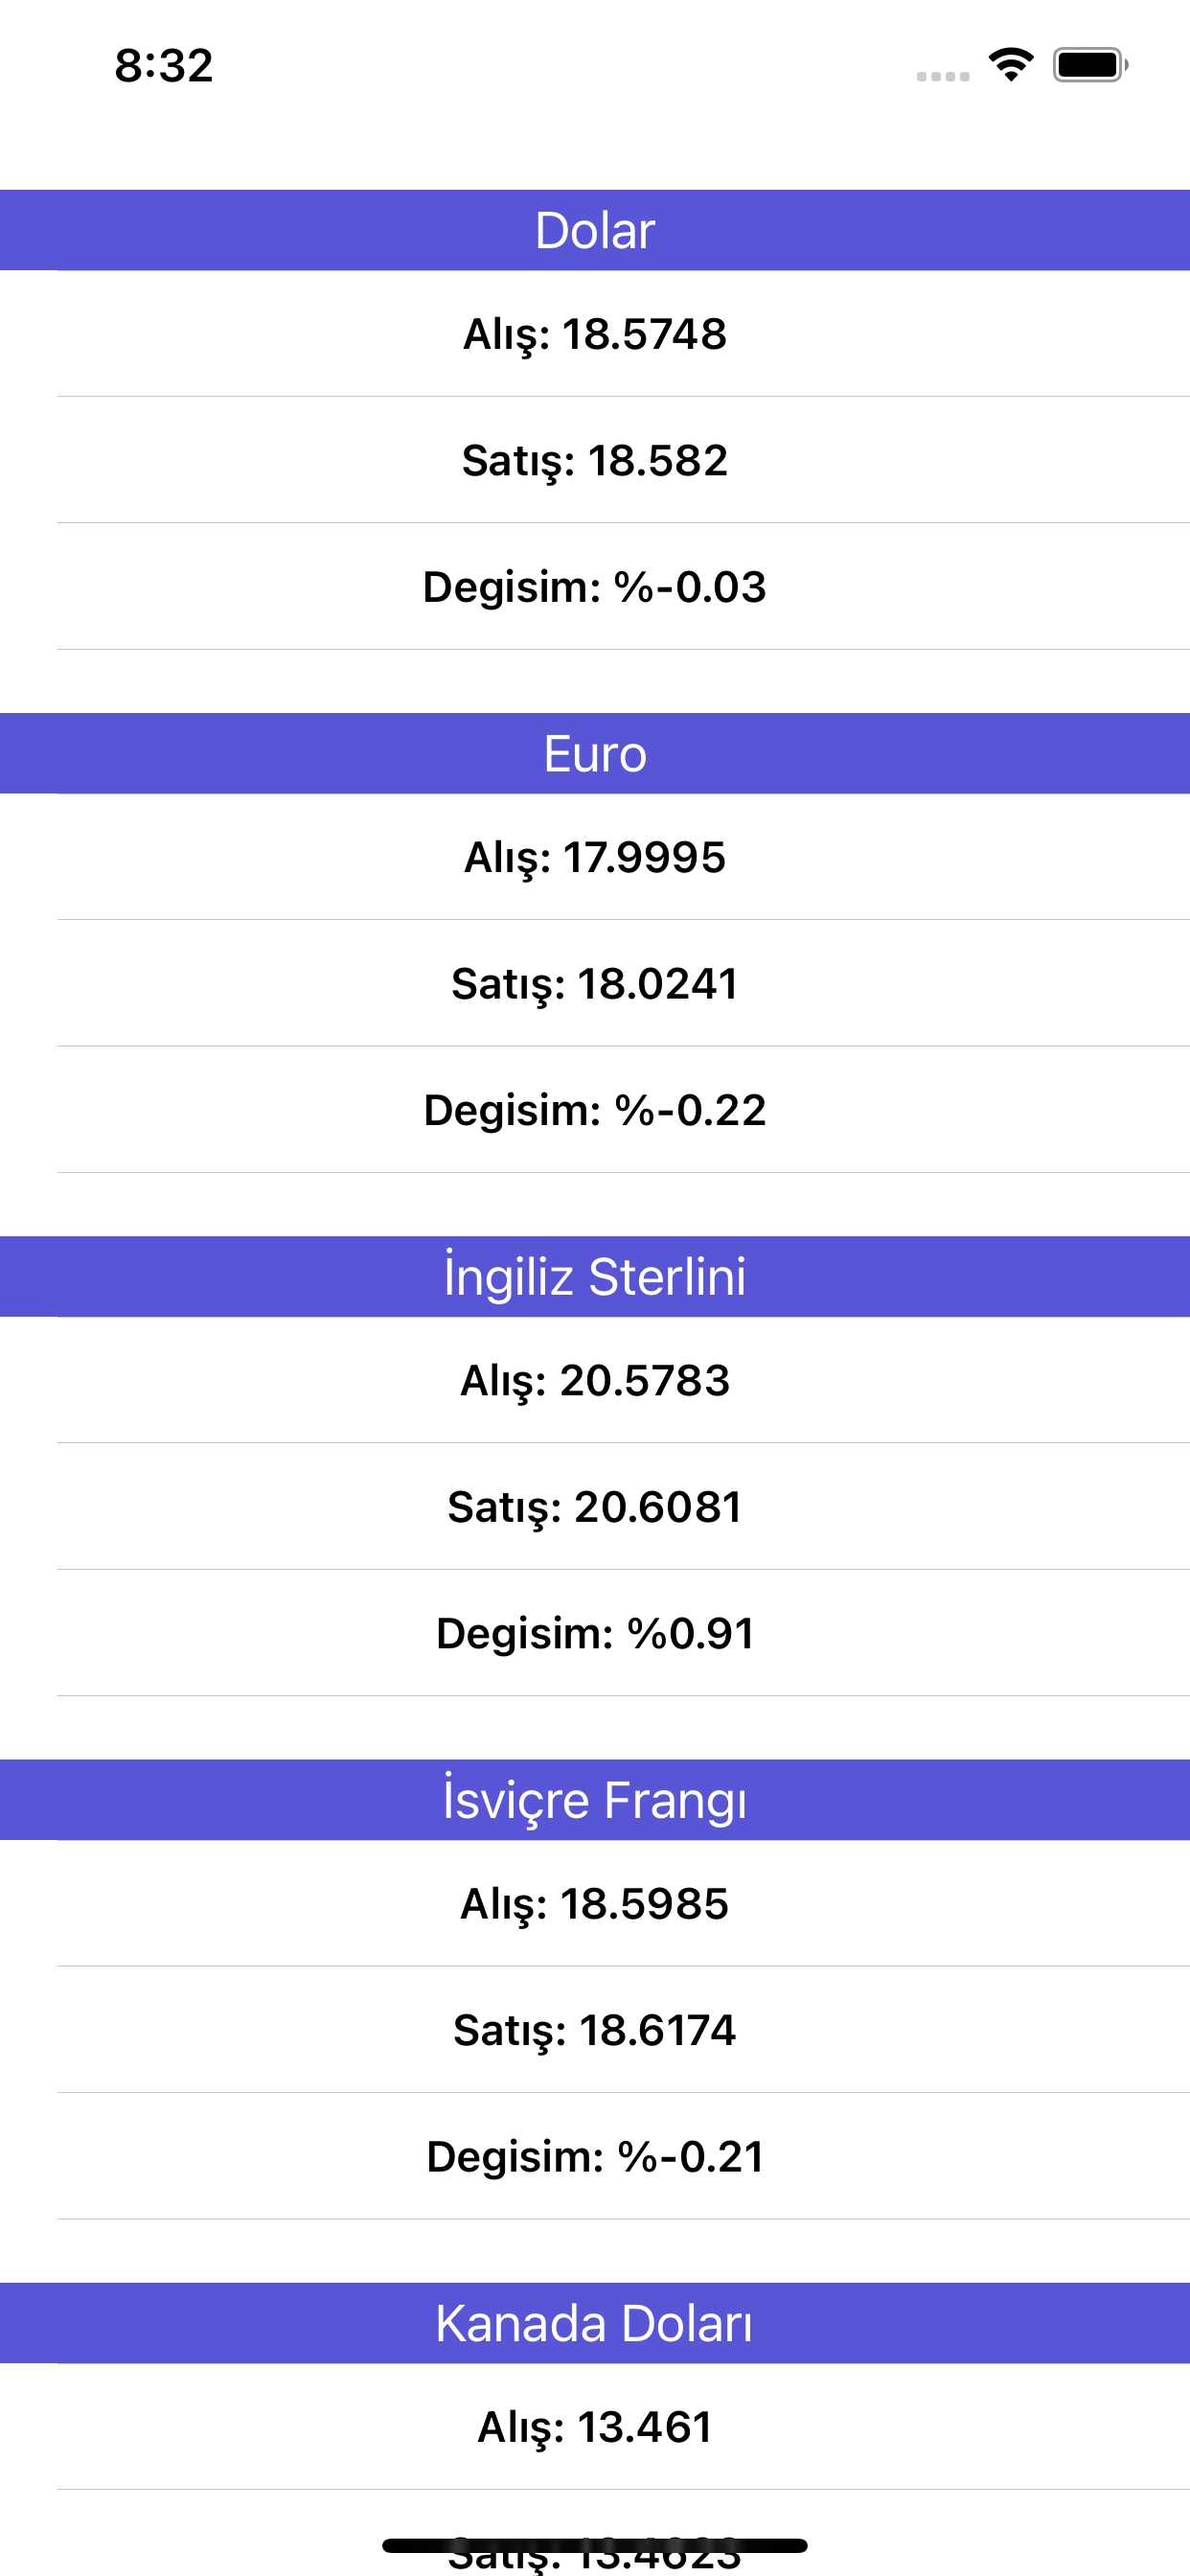 8:32
Dolar
Alış: 18.5748
Satış: 18.582
Degisim: %-0.03
Euro
Alış: 17.9995
Satış: 18.0241
Degisim: %-0.22
İngiliz Sterlini
Alış: 20.5783
Satış: 20.6081
Degisim: %0.91
İsviçre Frangı
Alış: 18.5985
Satış: 18.6174
Degisim: %-0.21
Kanada Doları
Alış: 13.461
Satış: 13.4623